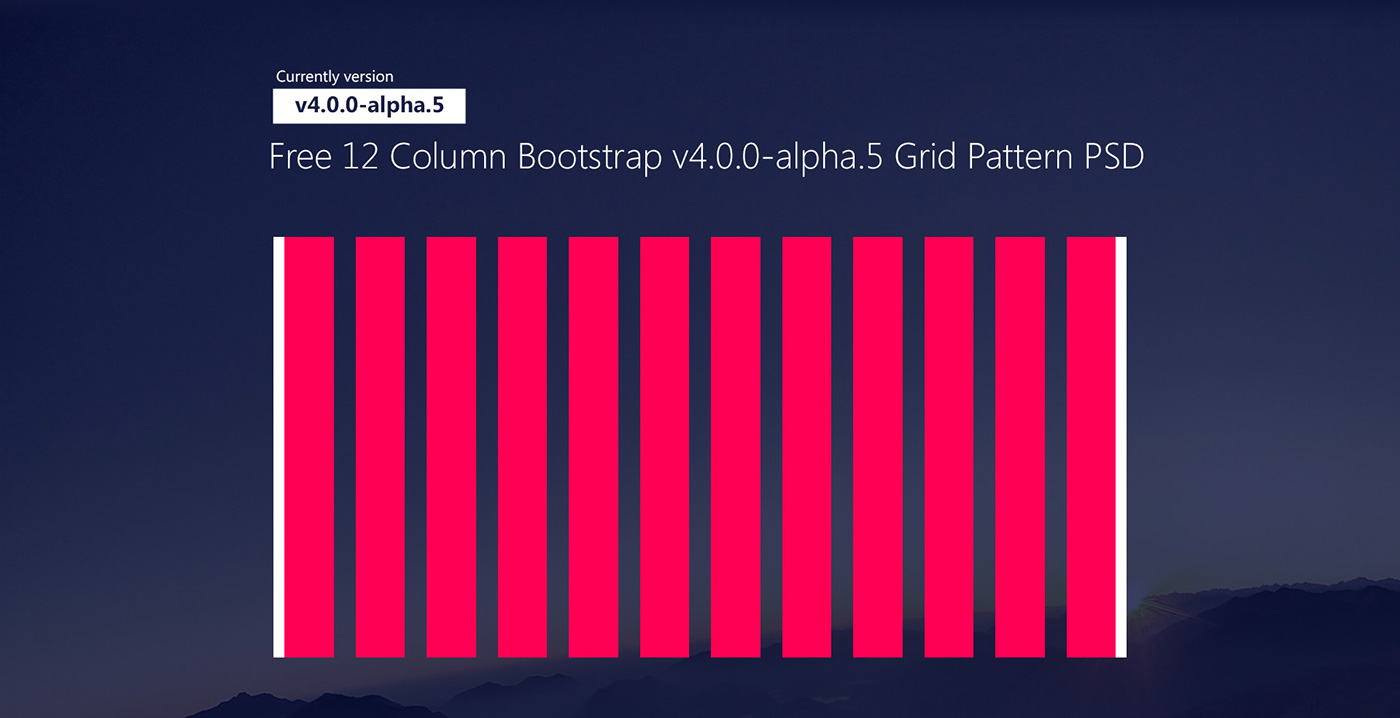 Currently version
v4.0.0-alpha.5
Free 12 Column Bootstrap v4.0.0-alpha.5 Grid Pattern PSD